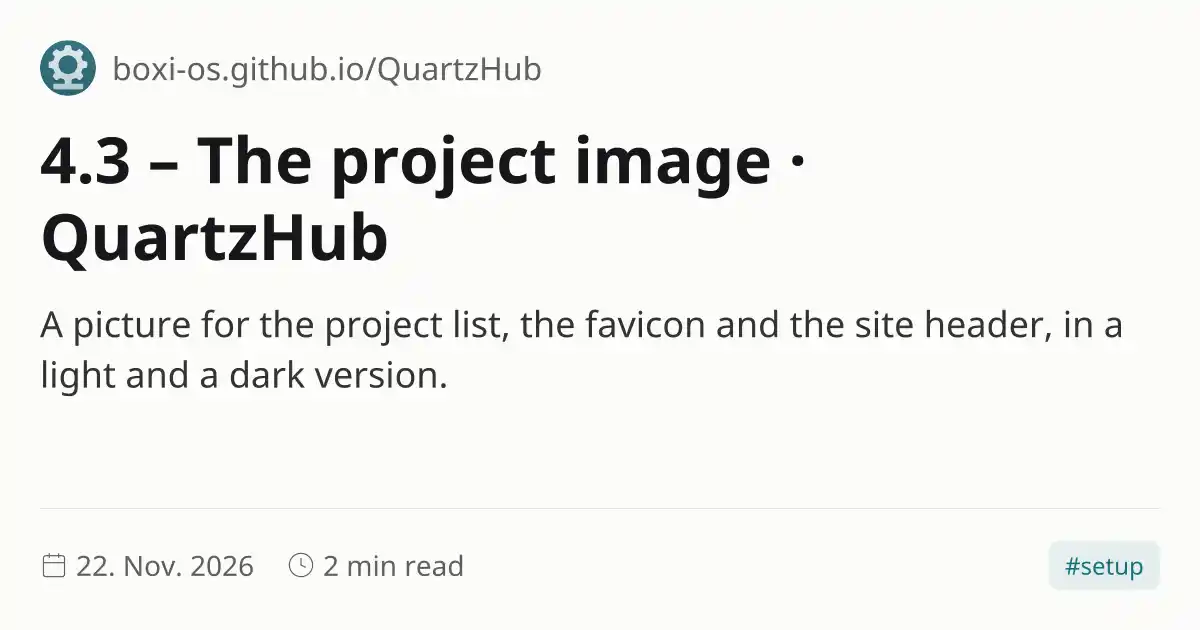 boxi-os.github.io/QuartzHub
4.3 – The project image ·
QuartzHub
A picture for the project list, the favicon and the site header, in a
light and a dark version.
22. Nov. 2026
2 min read
#setup